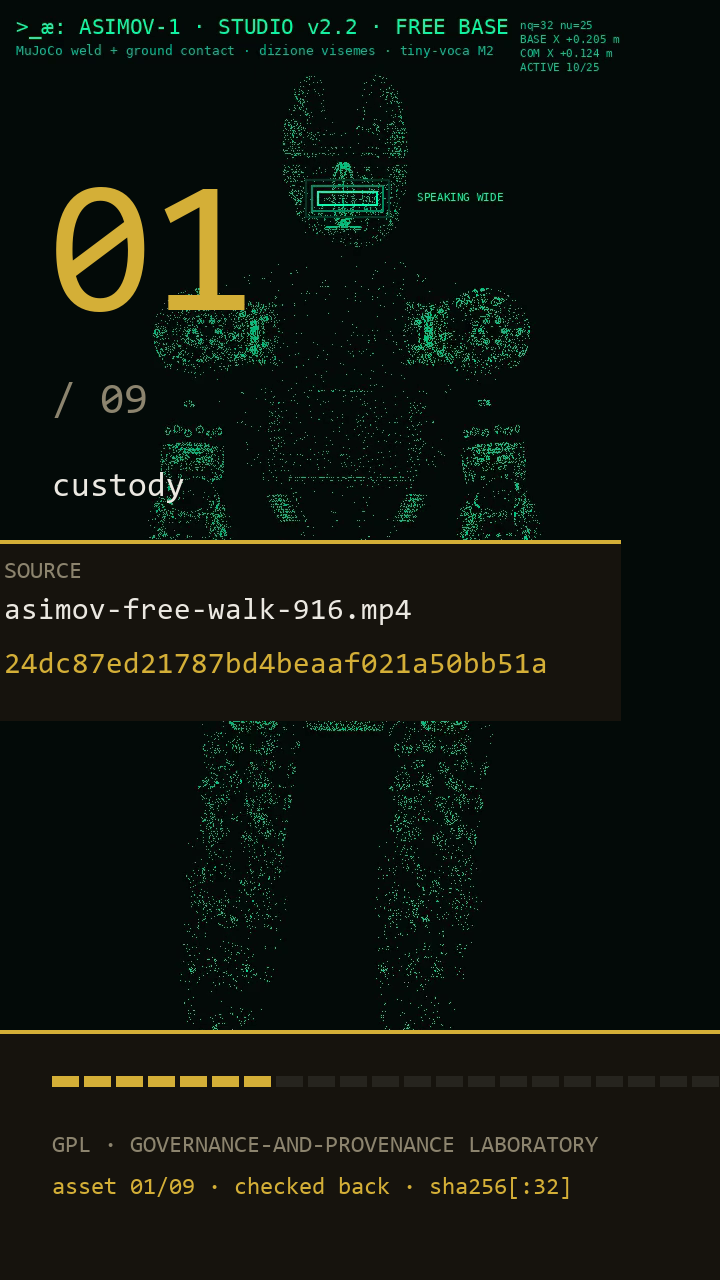 >_æ: ASIMOV-1 · STUDIO v2.2 · FREE BASE
MuJoCo weld + ground contact · dizione visemes · tiny-voca M2
nq=32 nu=25
BASE X +0.205 m
COM X +0.124 m
ACTIVE 10/25
SPEAKING WIDE
01
/ 09
custody
SOURCE
asimov-free-walk-916.mp4
24dc87ed21787bd4beaaf021a50bb51a
GPL · GOVERNANCE-AND-PROVENANCE LABORATORY
asset 01/09 · checked back · sha256[:32]